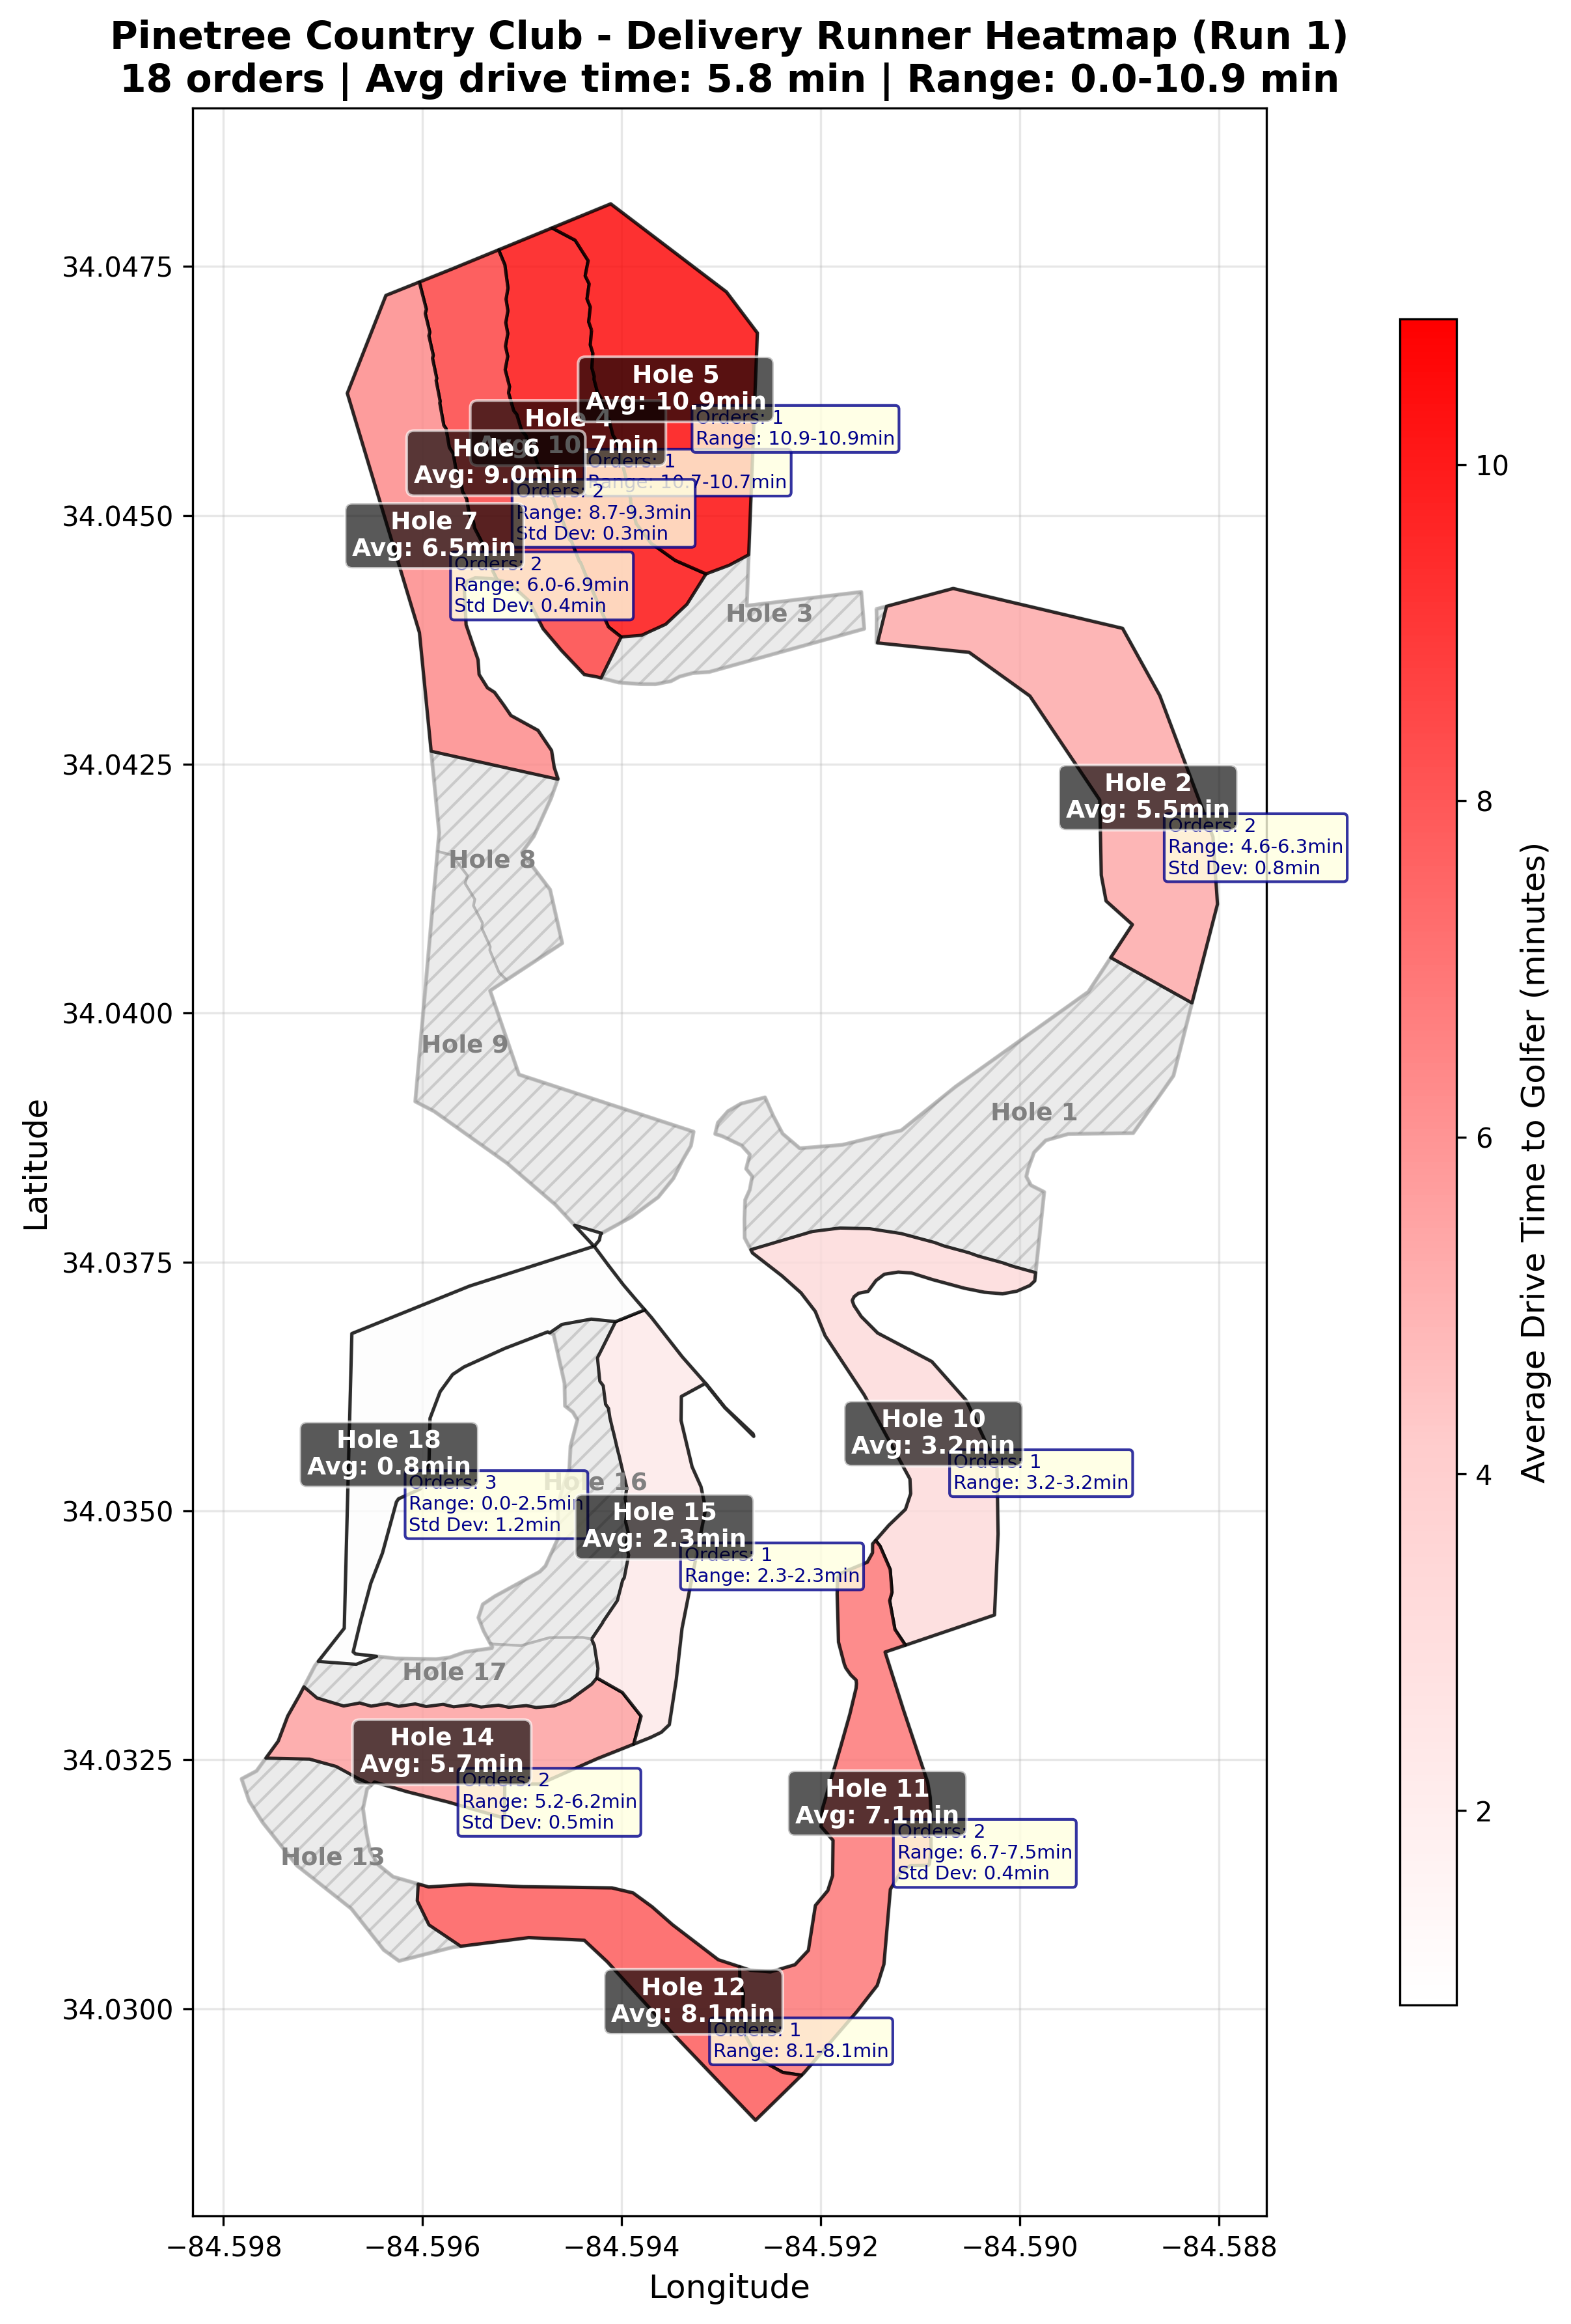 Pinetree Country Club - Delivery Runner Heatmap (Run 1)
18 orders | Avg drive time: 5.8 min | Range: 0.0-10.9 min
34.0475
34.0450
34.0425
34.0400
34.0375
34.0350
34.0325
34.0300
Latitude
−84.598
−84.596
−84.594
−84.592
−84.590
−84.588
Longitude
Hole 5
Avg: 10.9min
Orders: 1
Range: 10.9-10.9min
Hole 4
Avg: 10.7min
Orders: 1
Range: 10.7-10.7min
Hole 6
Avg: 9.0min
Orders: 2
Range: 8.7-9.3min
Std Dev: 0.3min
Hole 7
Avg: 6.5min
Orders: 2
Range: 6.0-6.9min
Std Dev: 0.4min
Hole 3
Hole 2
Avg: 5.5min
Orders: 2
Range: 4.6-6.3min
Std Dev: 0.8min
Hole 8
Hole 9
Hole 1
Hole 10
Avg: 3.2min
Orders: 1
Range: 3.2-3.2min
Hole 18
Avg: 0.8min
Orders: 3
Range: 0.0-2.5min
Std Dev: 1.2min
Hole 16
Hole 15
Avg: 2.3min
Orders: 1
Range: 2.3-2.3min
Hole 17
Hole 14
Avg: 5.7min
Orders: 2
Range: 5.2-6.2min
Std Dev: 0.5min
Hole 11
Avg: 7.1min
Orders: 2
Range: 6.7-7.5min
Std Dev: 0.4min
Hole 13
Hole 12
Avg: 8.1min
Orders: 1
Range: 8.1-8.1min
10
8
6
4
2
Average Drive Time to Golfer (minutes)